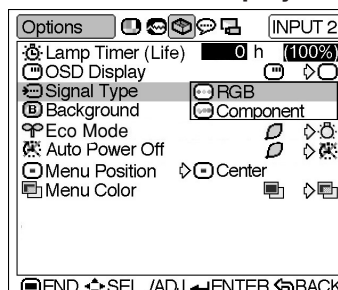 Options INPUT 2
Lamp Timer (Life) 0 h (100%)
OSD Display
Signal Type RGB
B Background Component
Eco Mode
Auto Power Off
Menu Position Center
Menu Color
END SEL./ADJ. ENTER BACK